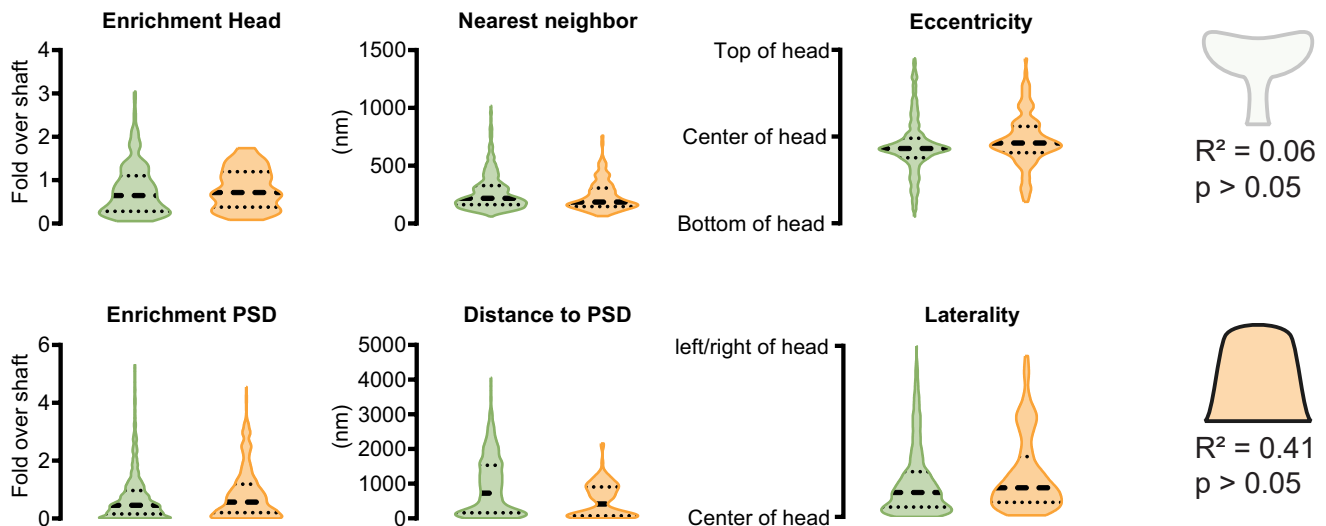 Enrichment Head
Fold over shaft
4
3
2
1
0
Nearest neighbor
(nm)
1500
1000
500
0
Eccentricity
Top of head
Center of head
Bottom of head
R² = 0.06
p > 0.05
Enrichment PSD
Fold over shaft
6
4
2
0
Distance to PSD
(nm)
5000
4000
3000
2000
1000
0
Laterality
left/right of head
Center of head
R² = 0.41
p > 0.05